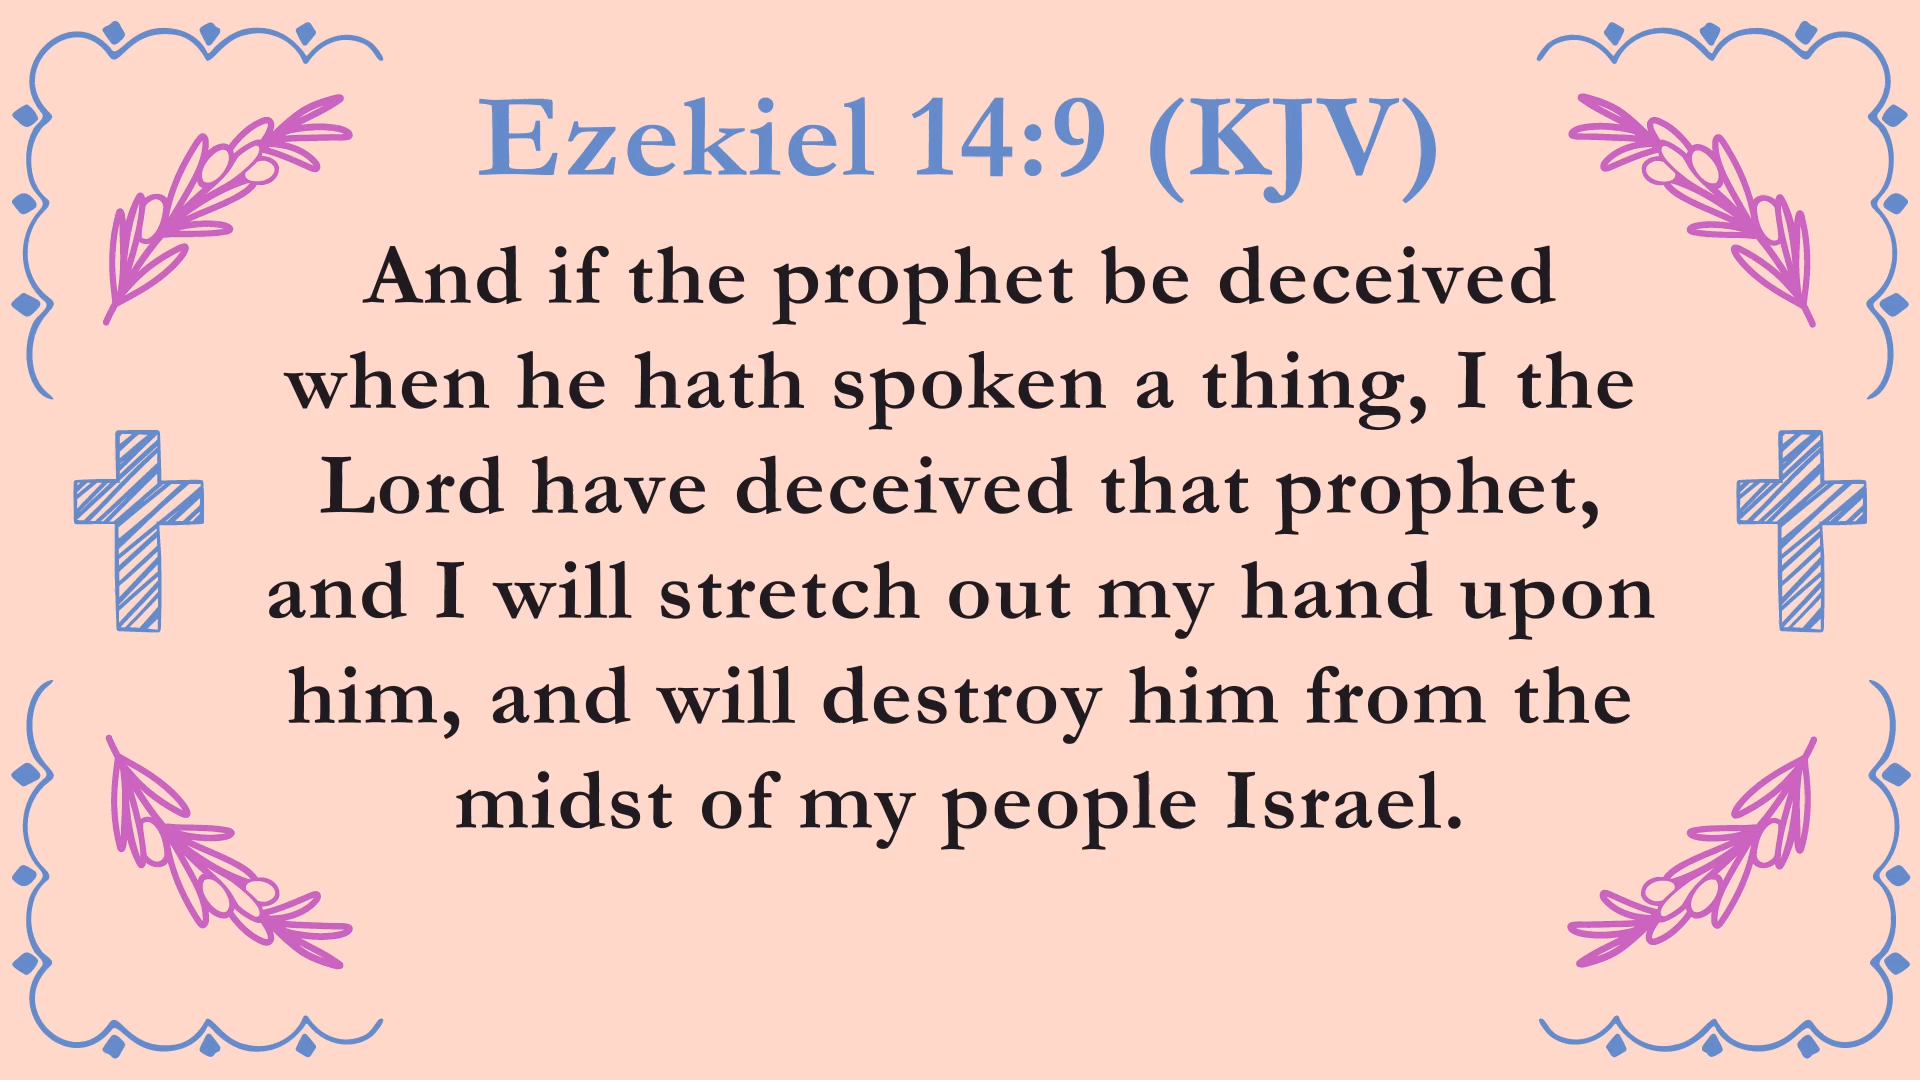 Ezekiel 14:9 (KJV)
And if the prophet be deceived
when he hath spoken a thing, I the
Lord have deceived that prophet,
and I will stretch out my hand upon
him, and will destroy him from the
midst of my people Israel.